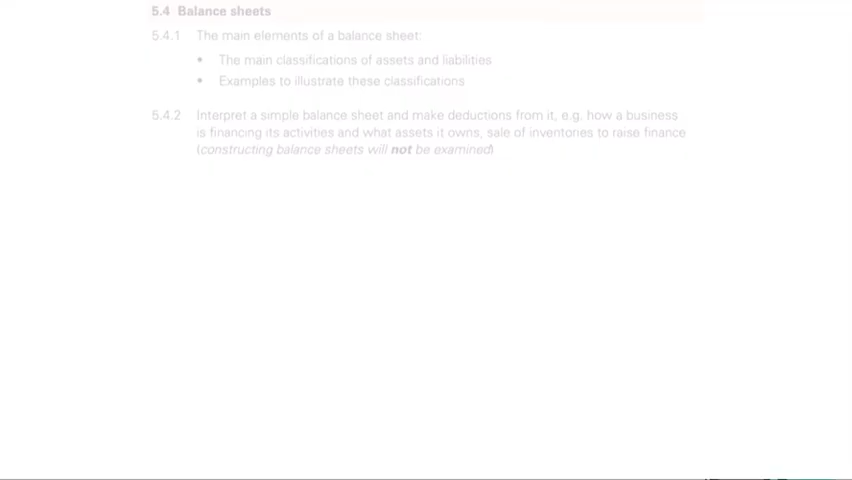 5.4 Balance sheets
5.4.1 The main elements of a balance sheet:
• The main classifications of assets and liabilities
• Examples to illustrate these classifications
5.4.2 Interpret a simple balance sheet and make deductions from it, e.g. how a business
is financing its activities and what assets it owns, sale of inventories to raise finance
(constructing balance sheets will not be examined)